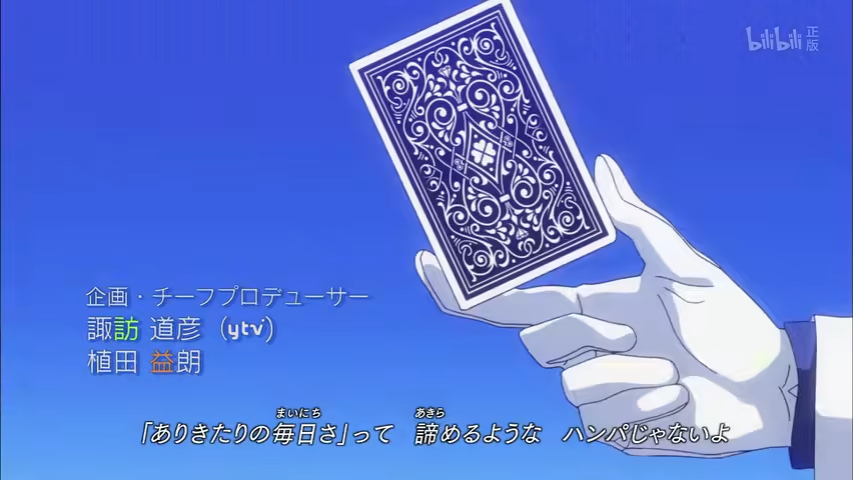 bilibili 正版
企画・チーフプロデューサー
諏訪 道彦 (ytv)
植田 益朗
まいにち あきら
「ありきたりの毎日さ」って 諦めるような ハンパじゃないよ